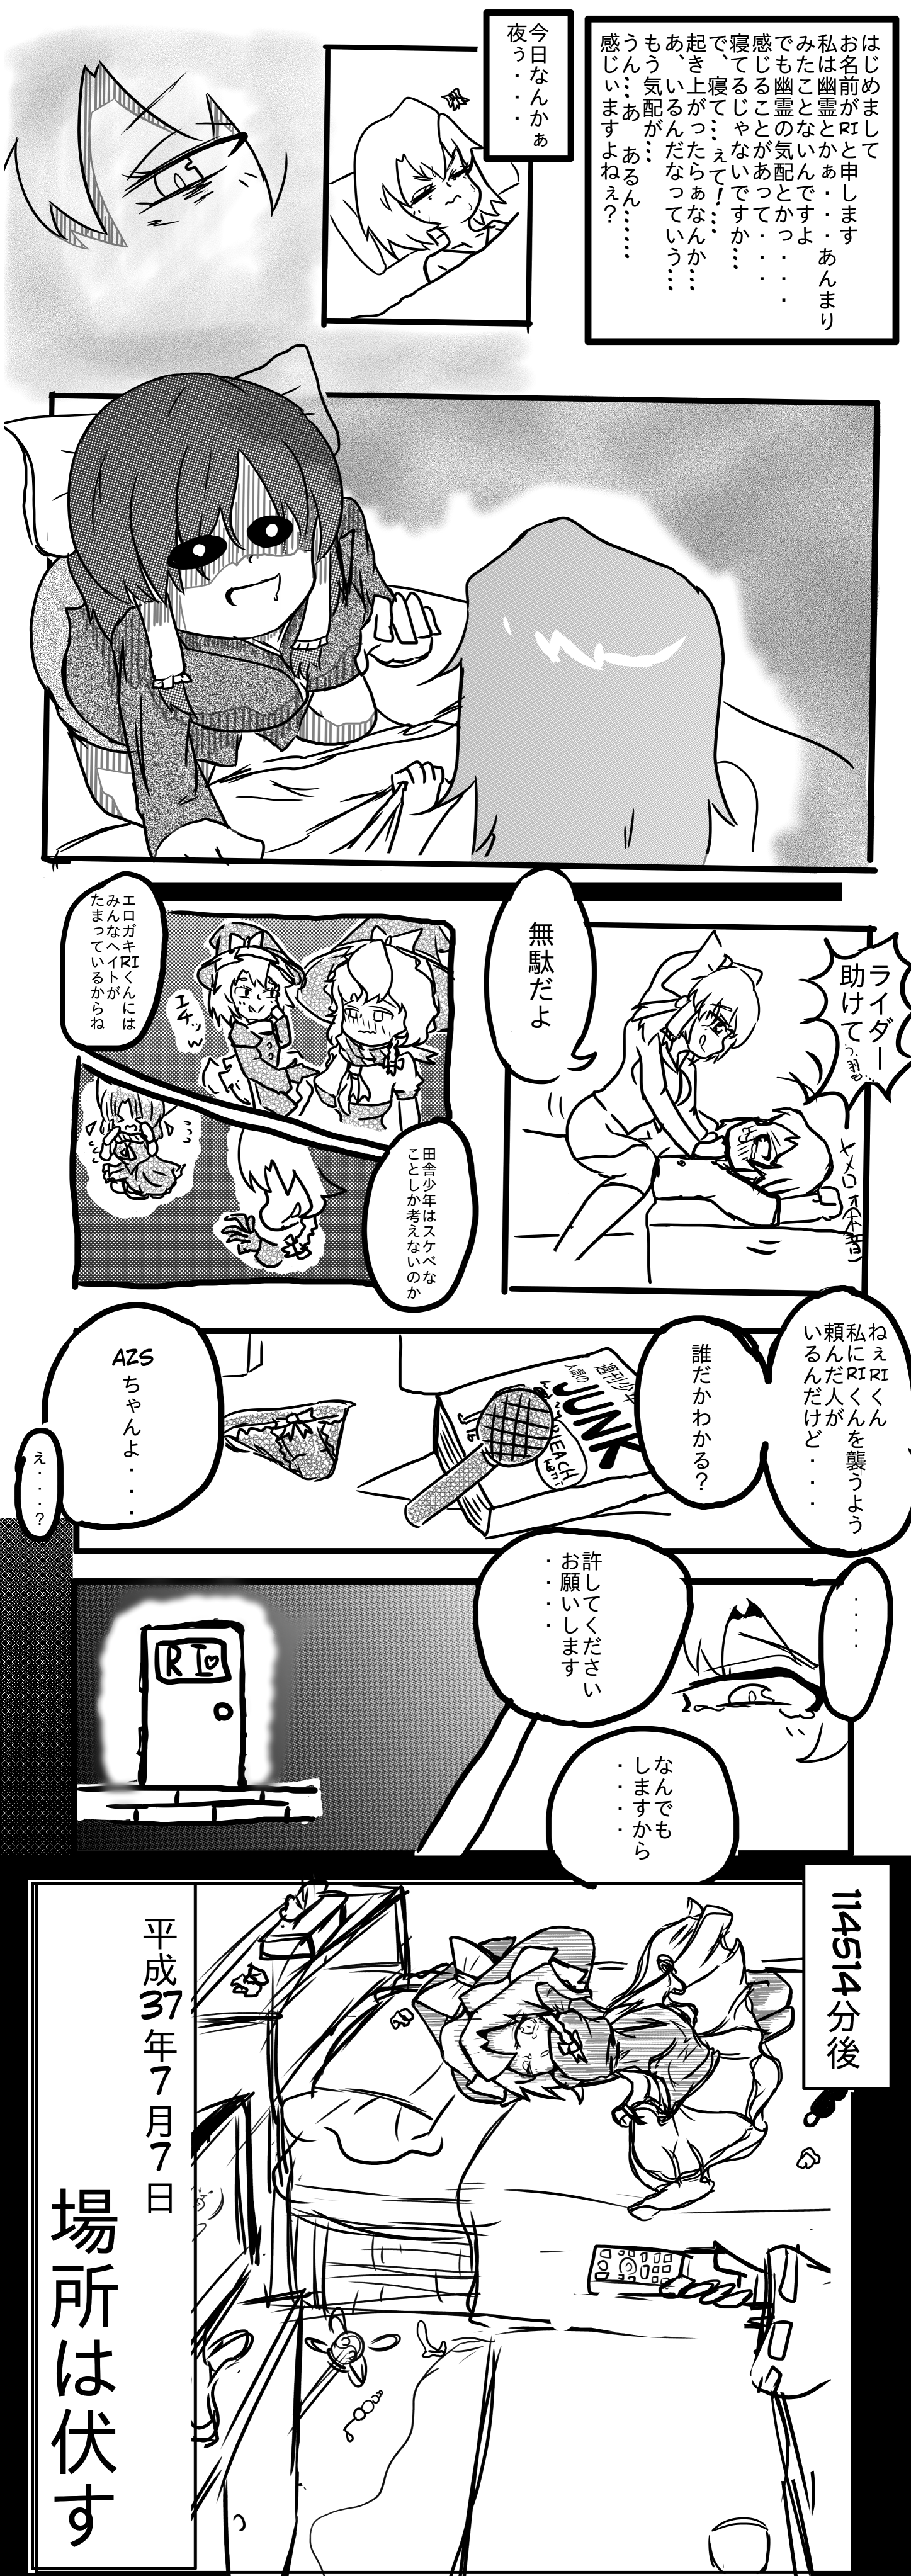 はじめまして
お名前がRIと申します
私は幽霊とかぁ・・・あんまり
みたことないんですよ
でも幽霊の気配とかっ・・・
感じることがあって・・・
寝てるじゃないですか…
で、寝て…ぇて!…
起き上がったらぁなんか…
あ、いるんだなっていう…
もう気配が…
うん…あ あるん……
感じますよねぇ?
今日なんかぁ
夜ぅ・・・
ライダー
助けて
無駄だよ
エロガキRIくんには
みんなヘイトが
たまっているからね
エチッw
田舎少年はスケベな
ことしか考えないのか
ねぇRIくん
私にRIくんを襲うよう
頼んだ人が
いるんだけど・・・
誰だかわかる?
週刊少年
人間の
JUNK
AZS
ちゃんよ・・
ぇ・・・?
・・・・
許してください
お願いします
・・・・
なんでも
しますから
・・・・
RI♡
114514分後
平成37年7月7日
場所は伏す